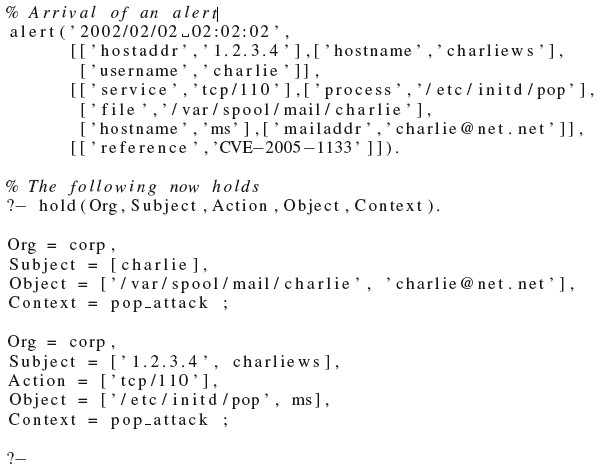 % Arrival of an alert
alert('2002/02/02_02:02:02',
[['hostaddr','1.2.3.4'],['hostname','charliews'],
['username','charlie']],
[['service','tcp/110'],['process','/etc/initd/pop'],
['file','/var/spool/mail/charlie'],
['hostname','ms'],['mailaddr','charlie@net.net']],
[['reference','CVE−2005−1133']]).
% The following now holds
?− hold(Org,Subject,Action,Object,Context).
Org = corp,
Subject = [charlie],
Object = ['/var/spool/mail/charlie', 'charlie@net.net'],
Context = pop_attack ;
Org = corp,
Subject = ['1.2.3.4', charliews],
Action = ['tcp/110'],
Object = ['/etc/initd/pop', ms],
Context = pop_attack ;
?−